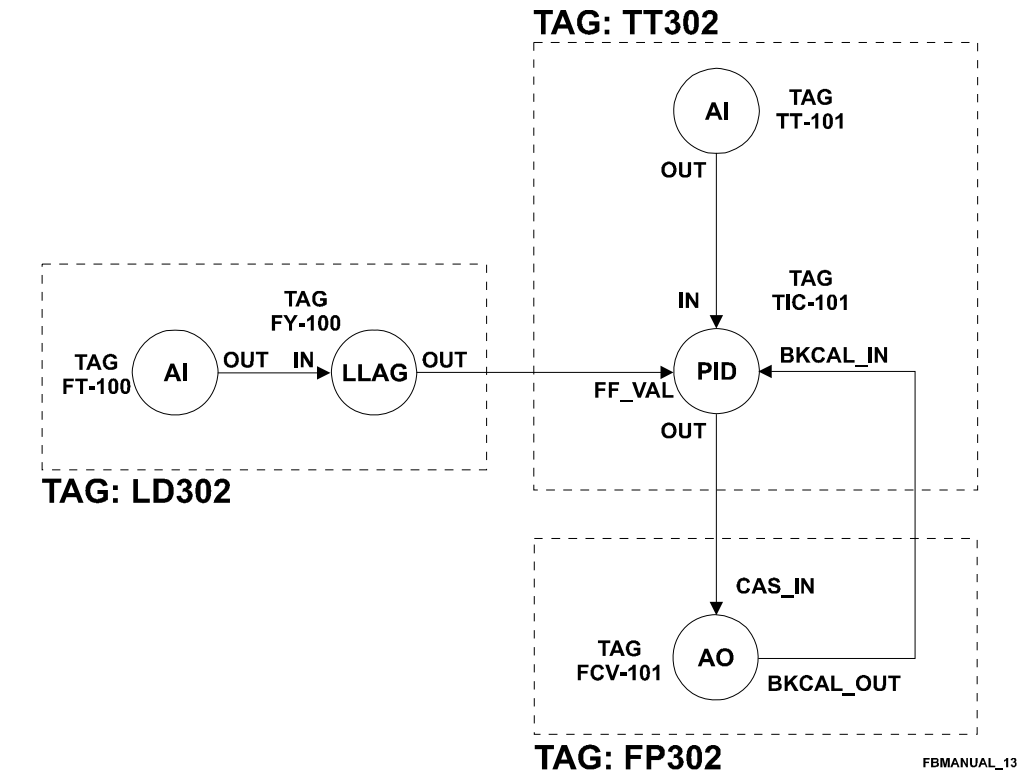 TAG: TT302
AI
TAG
TT-101
OUT
IN
TAG
TIC-101
TAG
FY-100
TAG
FT-100
AI
OUT
IN
LLAG
OUT
FF_VAL
PID
BKCAL_IN
OUT
TAG: LD302
CAS_IN
TAG
FCV-101
AO
BKCAL_OUT
TAG: FP302
FBMANUAL_13